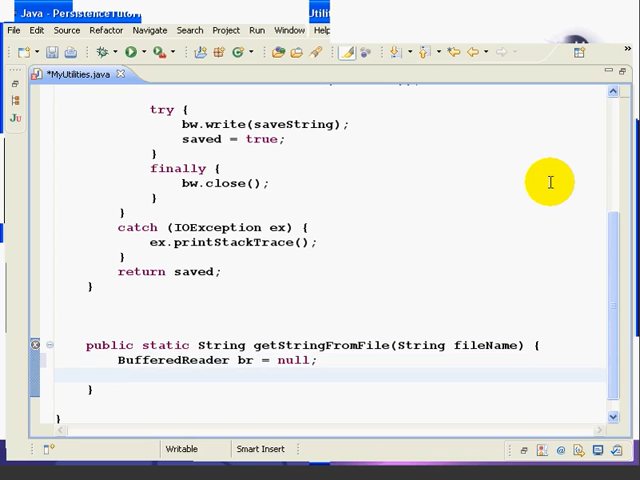 Java - PersistenceTutor
Utilitie
File Edit Source Refactor Navigate Search Project Run Window Help
*MyUtilities.java
try {
bw.write(saveString);
saved = true;
}
finally {
bw.close();
}
}
catch (IOException ex) {
ex.printStackTrace();
}
return saved;
}
public static String getStringFromFile(String fileName) {
BufferedReader br = null;
}
}
Writable Smart Insert